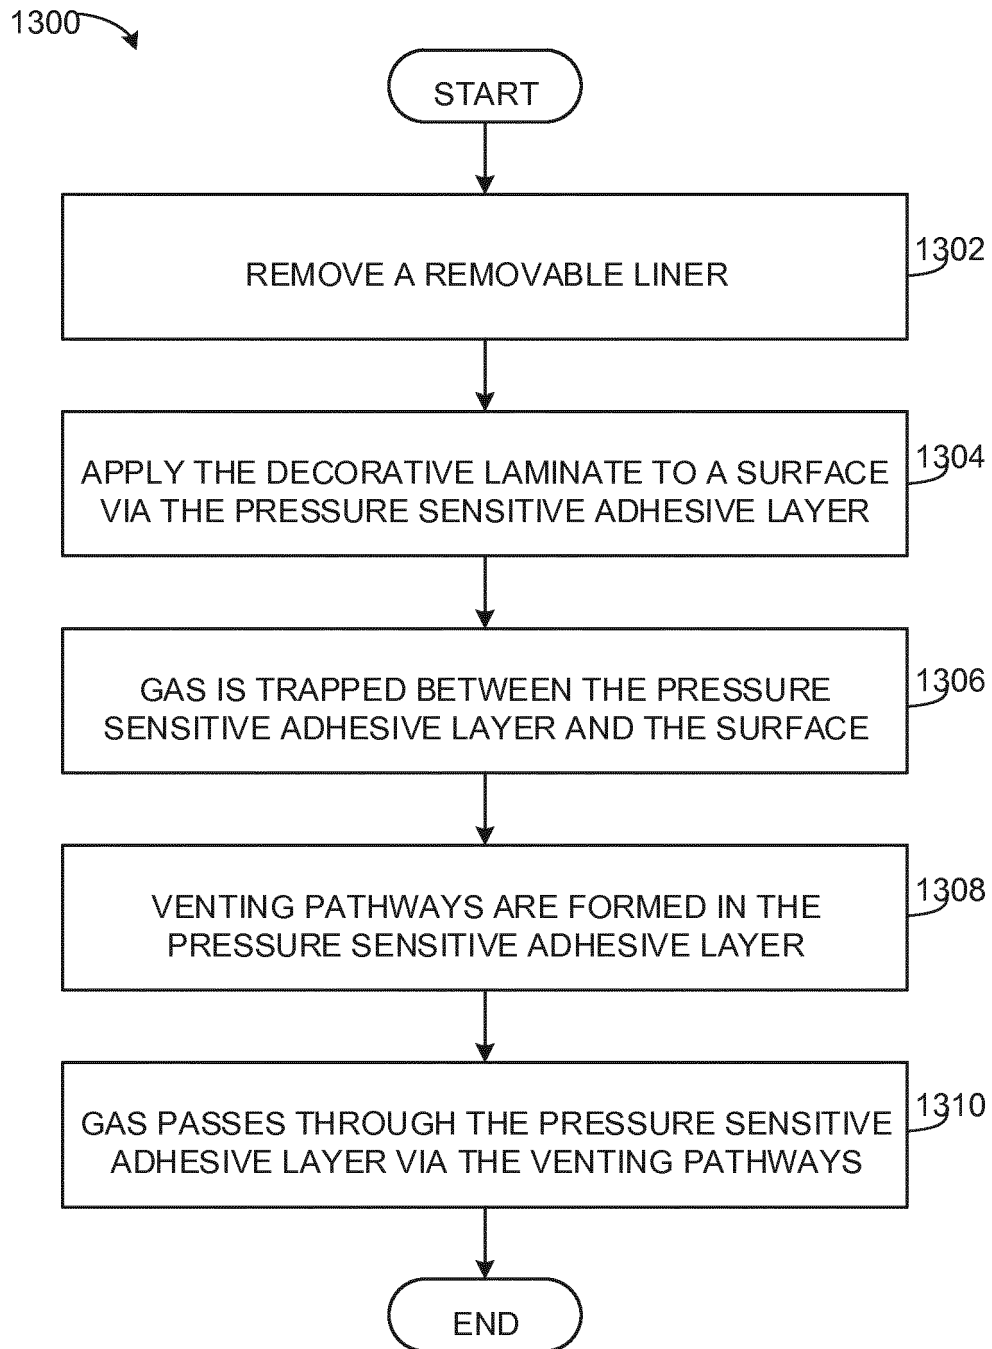 1300
START
REMOVE A REMOVABLE LINER
1302
APPLY THE DECORATIVE LAMINATE TO A SURFACE
VIA THE PRESSURE SENSITIVE ADHESIVE LAYER
1304
GAS IS TRAPPED BETWEEN THE PRESSURE
SENSITIVE ADHESIVE LAYER AND THE SURFACE
1306
VENTING PATHWAYS ARE FORMED IN THE
PRESSURE SENSITIVE ADHESIVE LAYER
1308
GAS PASSES THROUGH THE PRESSURE SENSITIVE
ADHESIVE LAYER VIA THE VENTING PATHWAYS
1310
END